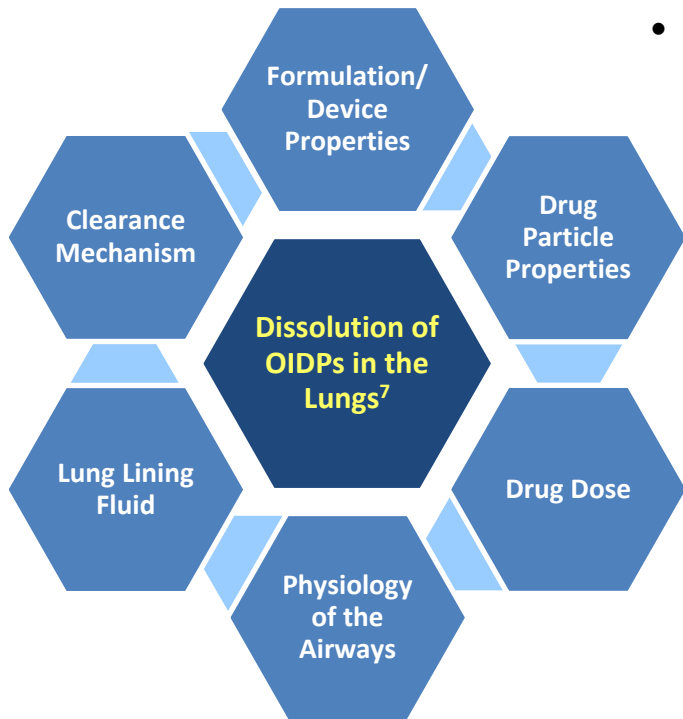 •
Formulation/
Device
Properties
Clearance
Mechanism
Drug
Particle
Properties
Dissolution of
OIDPs in the
Lungs⁷
Lung Lining
Fluid
Drug Dose
Physiology
of the
Airways